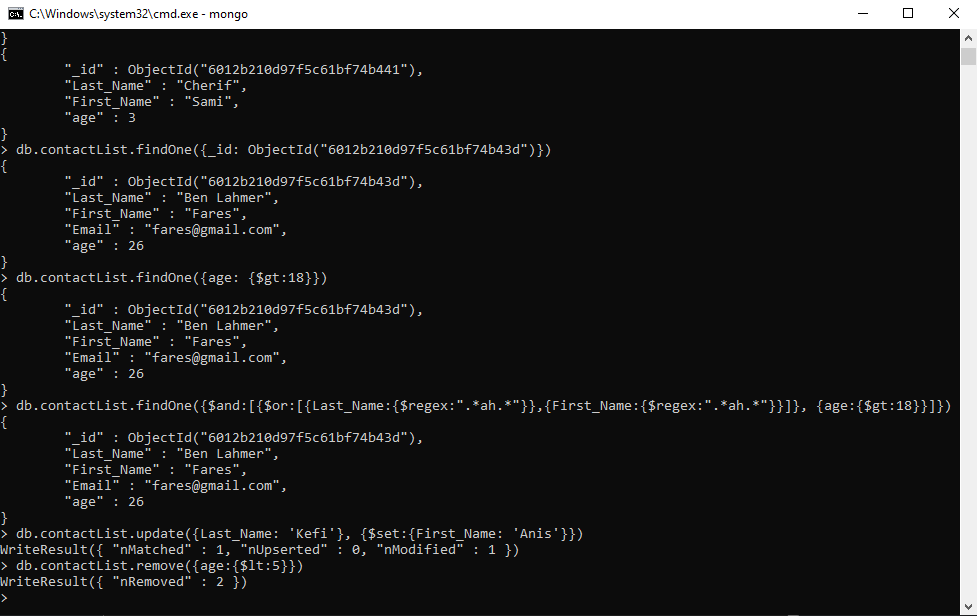 C:\Windows\system32\cmd.exe - mongo
}
{
        "_id" : ObjectId("6012b210d97f5c61bf74b441"),
        "Last_Name" : "Cherif",
        "First_Name" : "Sami",
        "age" : 3
}
> db.contactList.findOne({_id: ObjectId("6012b210d97f5c61bf74b43d")})
{
        "_id" : ObjectId("6012b210d97f5c61bf74b43d"),
        "Last_Name" : "Ben Lahmer",
        "First_Name" : "Fares",
        "Email" : "fares@gmail.com",
        "age" : 26
}
> db.contactList.findOne({age: {$gt:18}})
{
        "_id" : ObjectId("6012b210d97f5c61bf74b43d"),
        "Last_Name" : "Ben Lahmer",
        "First_Name" : "Fares",
        "Email" : "fares@gmail.com",
        "age" : 26
}
> db.contactList.findOne({$and:[{$or:[{Last_Name:{$regex:".*ah.*"}},{First_Name:{$regex:".*ah.*"}}]}, {age:{$gt:18}}]})
{
        "_id" : ObjectId("6012b210d97f5c61bf74b43d"),
        "Last_Name" : "Ben Lahmer",
        "First_Name" : "Fares",
        "Email" : "fares@gmail.com",
        "age" : 26
}
> db.contactList.update({Last_Name: 'Kefi'}, {$set:{First_Name: 'Anis'}})
WriteResult({ "nMatched" : 1, "nUpserted" : 0, "nModified" : 1 })
> db.contactList.remove({age:{$lt:5}})
WriteResult({ "nRemoved" : 2 })
>